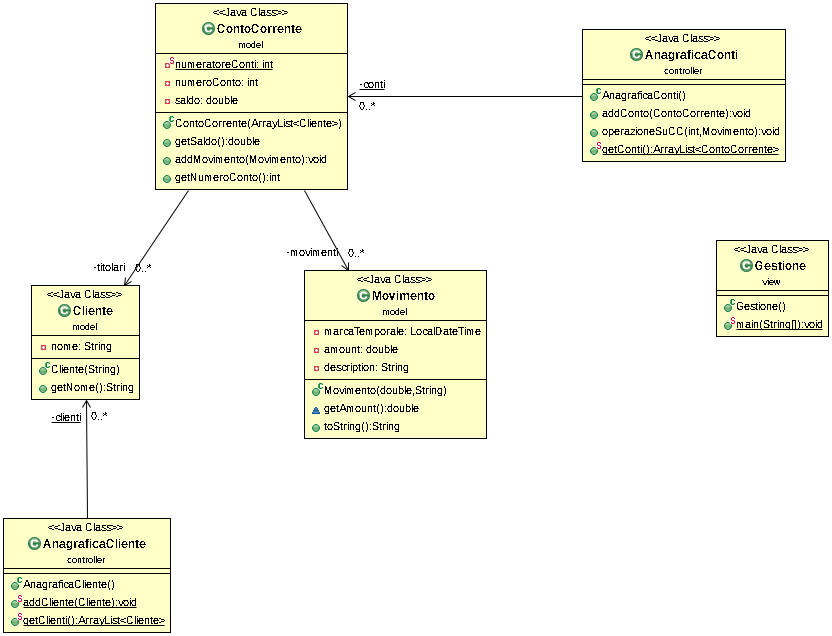 <<Java Class>>
ContoCorrente
model
numeratoreConti: int
numeroConto: int
saldo: double
ContoCorrente(ArrayList<Cliente>)
getSaldo():double
addMovimento(Movimento):void
getNumeroConto():int
<<Java Class>>
AnagraficaConti
controller
AnagraficaConti()
addConto(ContoCorrente):void
operazioneSuCC(int,Movimento):void
getConti():ArrayList<ContoCorrente>
-conti
0..*
-titolari 0..*
-movimenti 0..*
<<Java Class>>
Gestione
view
Gestione()
main(String[]):void
<<Java Class>>
Cliente
model
nome: String
Cliente(String)
getNome():String
<<Java Class>>
Movimento
model
marcaTemporale: LocalDateTime
amount: double
description: String
Movimento(double,String)
getAmount():double
toString():String
-clienti 0..*
<<Java Class>>
AnagraficaCliente
controller
AnagraficaCliente()
addCliente(Cliente):void
getClienti():ArrayList<Cliente>